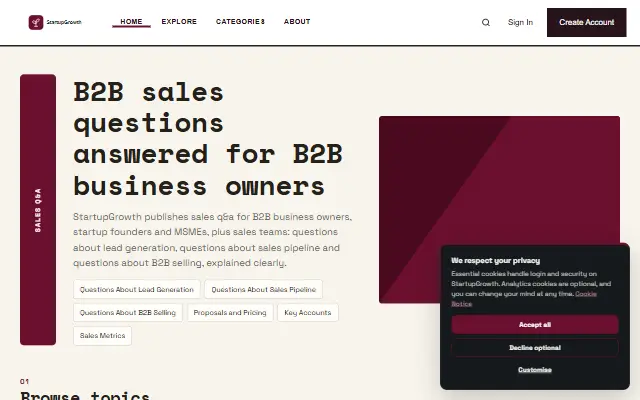 StartupGrowth
HOME EXPLORE CATEGORIES ABOUT
Sign In
Create Account
SALES Q&A
B2B sales
questions
answered for B2B
business owners
StartupGrowth publishes sales q&a for B2B business owners,
startup founders and MSMEs, plus sales teams: questions
about lead generation, questions about sales pipeline and
questions about B2B selling, explained clearly.
Questions About Lead Generation
Questions About Sales Pipeline
Questions About B2B Selling
Proposals and Pricing
Key Accounts
Sales Metrics
We respect your privacy
Essential cookies handle login and security on
StartupGrowth. Analytics cookies are optional, and
you can change your mind at any time. Cookie
Notice
Accept all
Decline optional
Customise
01
Browse topics